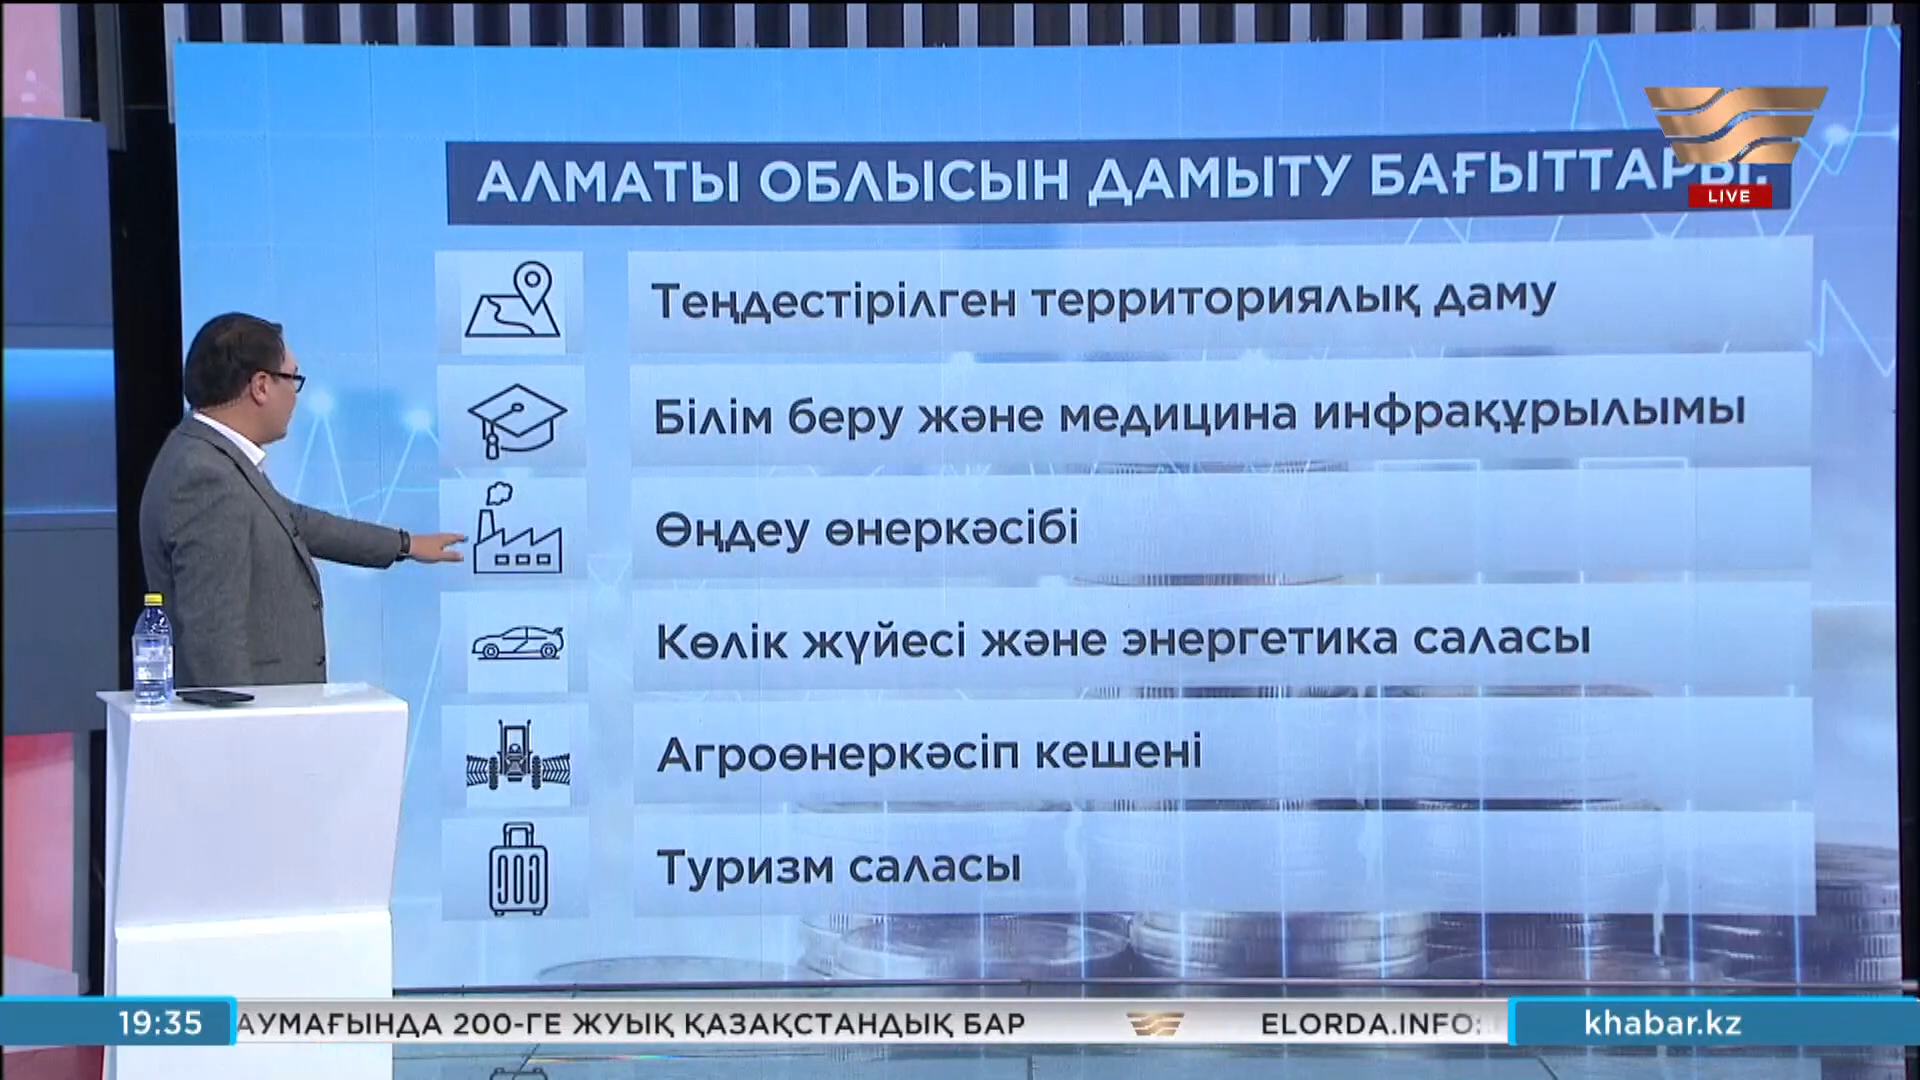 АЛМАТЫ ОБЛЫСЫН ДАМЫТУ БАҒЫТТАРЫ:
LIVE
Теңдестірілген территориялық даму
Білім беру және медицина инфрақұрылымы
Өңдеу өнеркәсібі
Көлік жүйесі және энергетика саласы
Агроөнеркәсіп кешені
Туризм саласы
19:35
АУМАҒЫНДА 200-ГЕ ЖУЫҚ ҚАЗАҚСТАНДЫҚ БАР
ELORDA.INFO:
khabar.kz